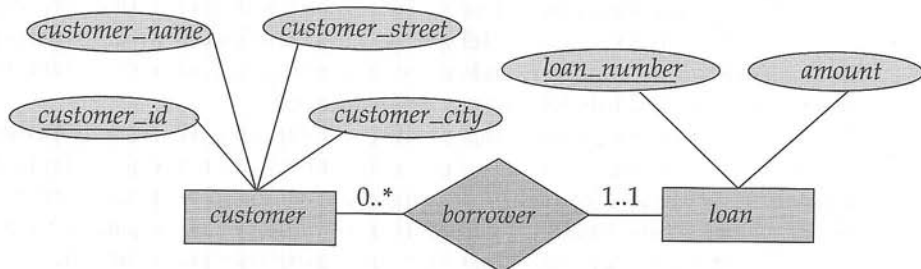 customer_name
customer_street
loan_number
amount
customer_id
customer_city
customer
0..*
borrower
1..1
loan